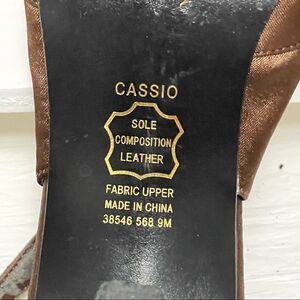 CASSIO
SOLE
COMPOSITION
LEATHER
FABRIC UPPER
MADE IN CHINA
38546 568 9M